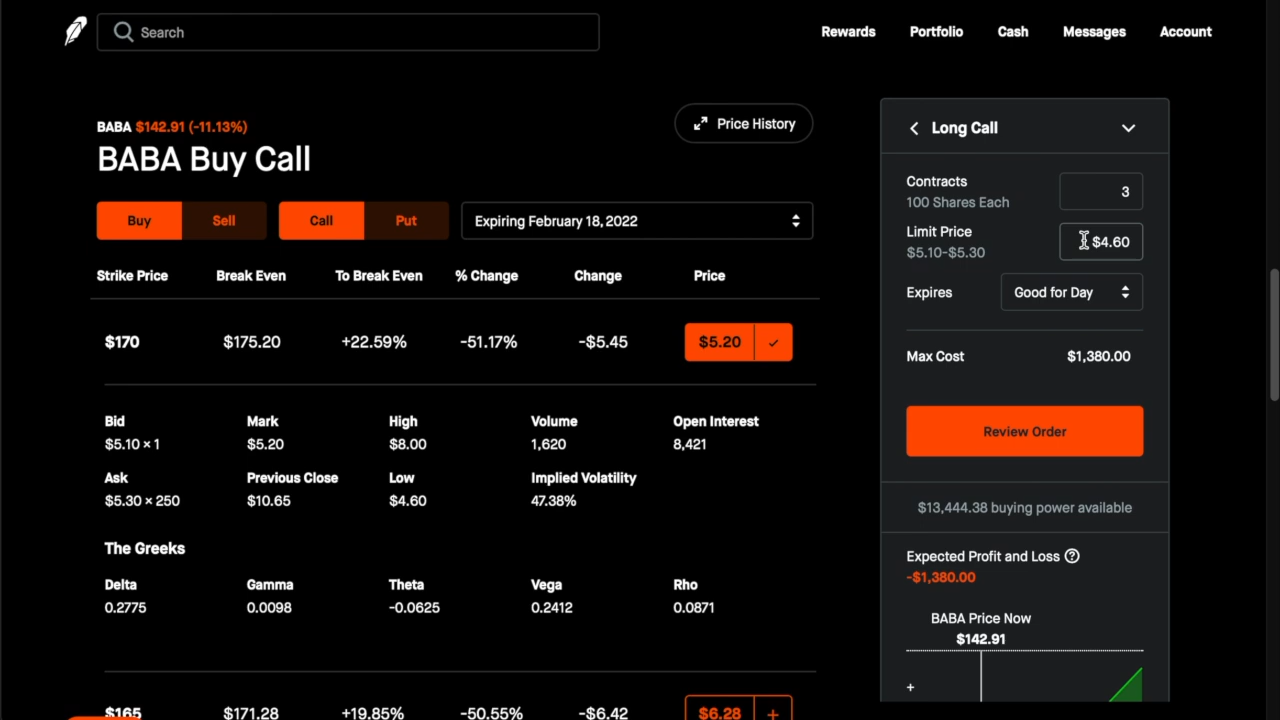 Search
Rewards Portfolio Cash Messages Account
BABA $142.91 (-11.13%)
BABA Buy Call
Price History
Buy Sell Call Put Expiring February 18, 2022
Strike Price Break Even To Break Even % Change Change Price
$170 $175.20 +22.59% -51.17% -$5.45 $5.20
Bid Mark High Volume Open Interest
$5.10 × 1 $5.20 $8.00 1,620 8,421
Ask Previous Close Low Implied Volatility
$5.30 × 250 $10.65 $4.60 47.38%
The Greeks
Delta Gamma Theta Vega Rho
0.2775 0.0098 -0.0625 0.2412 0.0871
$165 $171.28 +19.85% -50.55% -$6.42 $6.28 +
Long Call
Contracts 3
100 Shares Each
Limit Price $4.60
$5.10-$5.30
Expires Good for Day
Max Cost $1,380.00
Review Order
$13,444.38 buying power available
Expected Profit and Loss ?
-$1,380.00
BABA Price Now
$142.91
+